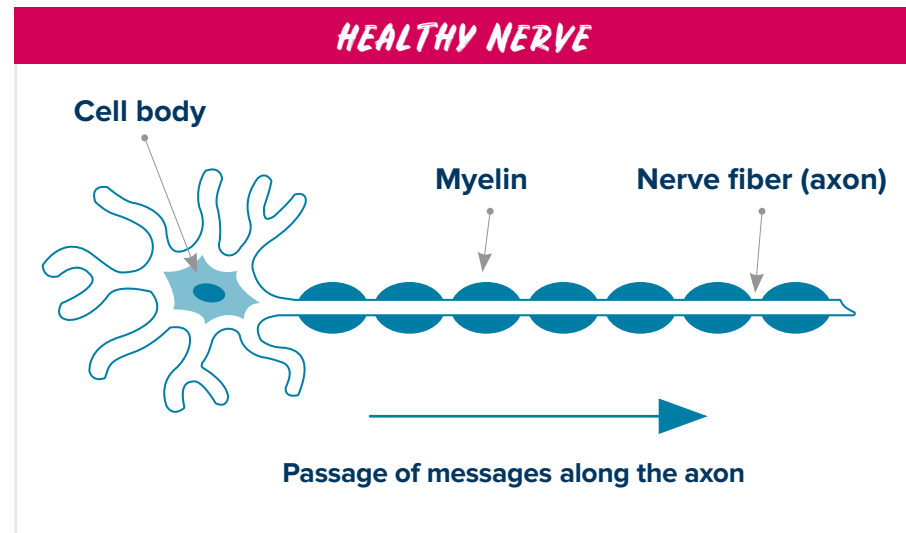 HEALTHY NERVE
Cell body
Myelin
Nerve fiber (axon)
Passage of messages along the axon